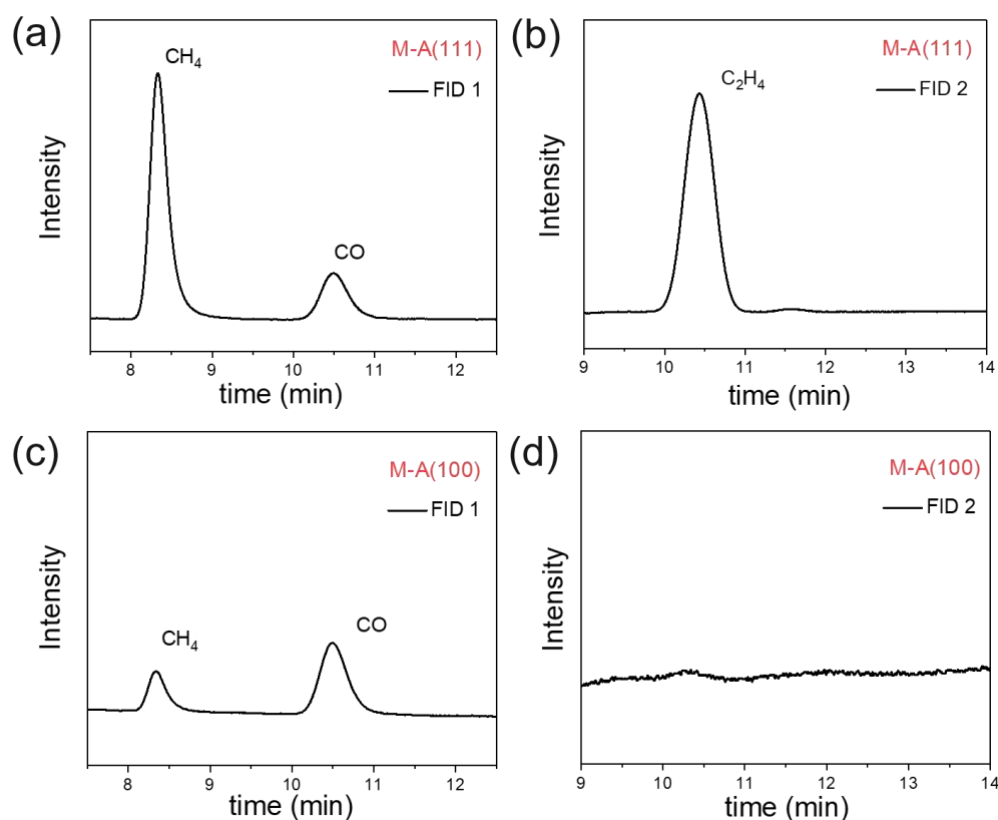 (a)
M-A(111)
FID 1
CH₄
CO
Intensity
8 9 10 11 12
time (min)
(b)
M-A(111)
FID 2
C₂H₄
Intensity
9 10 11 12 13 14
time (min)
(c)
M-A(100)
FID 1
CH₄
CO
Intensity
8 9 10 11 12
time (min)
(d)
M-A(100)
FID 2
Intensity
9 10 11 12 13 14
time (min)